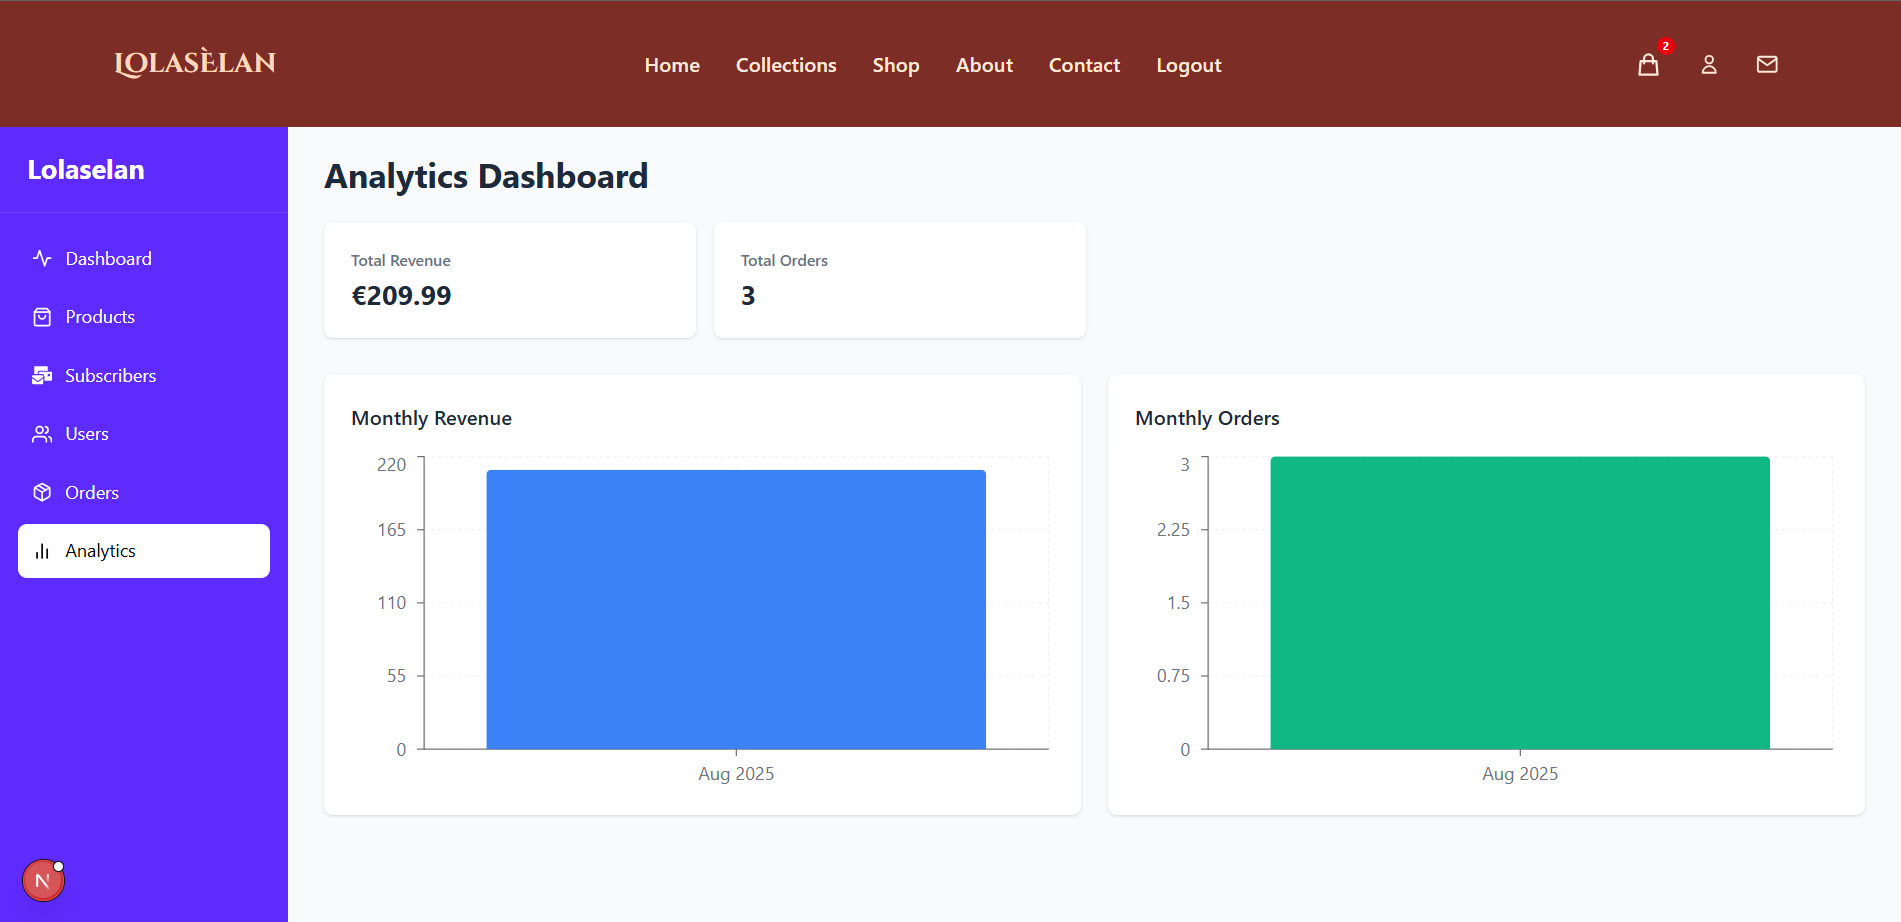 LOLASÈLAN
Home Collections Shop About Contact Logout
2
Lolaselan
Dashboard
Products
Subscribers
Users
Orders
Analytics
N
Analytics Dashboard
Total Revenue
€209.99
Total Orders
3
Monthly Revenue
220
165
110
55
0
Aug 2025
Monthly Orders
3
2.25
1.5
0.75
0
Aug 2025